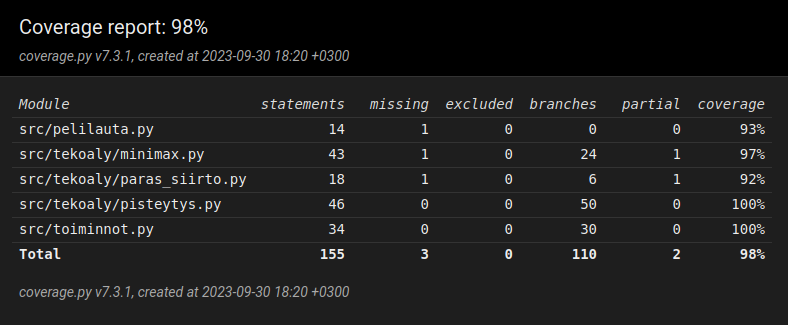 Coverage report: 98%
coverage.py v7.3.1, created at 2023-09-30 18:20 +0300
Module statements missing excluded branches partial coverage
src/pelilauta.py 14 1 0 0 0 93%
src/tekoaly/minimax.py 43 1 0 24 1 97%
src/tekoaly/paras_siirto.py 18 1 0 6 1 92%
src/tekoaly/pisteytys.py 46 0 0 50 0 100%
src/toiminnot.py 34 0 0 30 0 100%
Total 155 3 0 110 2 98%
coverage.py v7.3.1, created at 2023-09-30 18:20 +0300